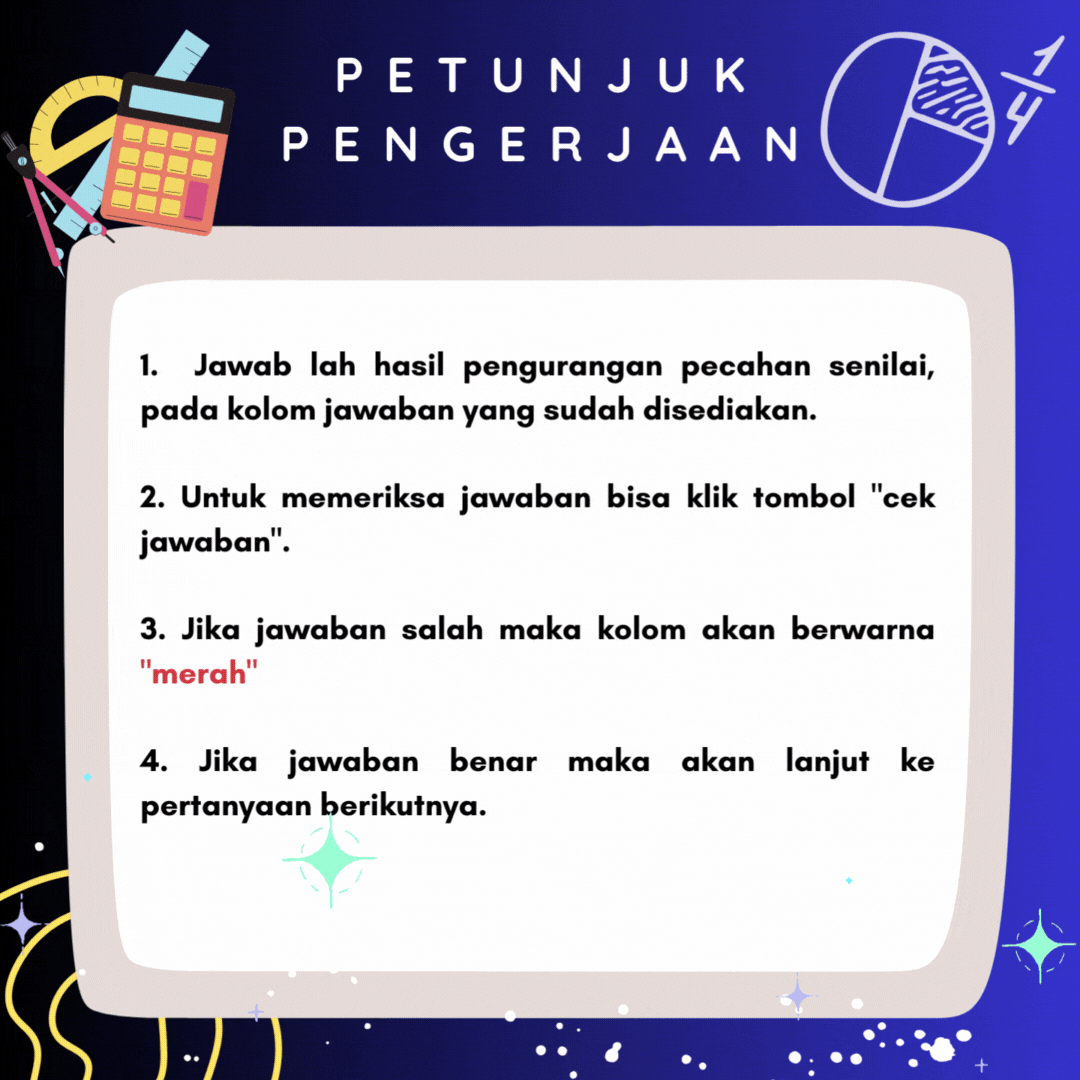 PETUNJUK
PENGERJAAN
1
4
1. Jawab lah hasil pengurangan pecahan senilai,
pada kolom jawaban yang sudah disediakan.
2. Untuk memeriksa jawaban bisa klik tombol "cek
jawaban".
3. Jika jawaban salah maka kolom akan berwarna
"merah"
4. Jika jawaban benar maka akan lanjut ke
pertanyaan berikutnya.